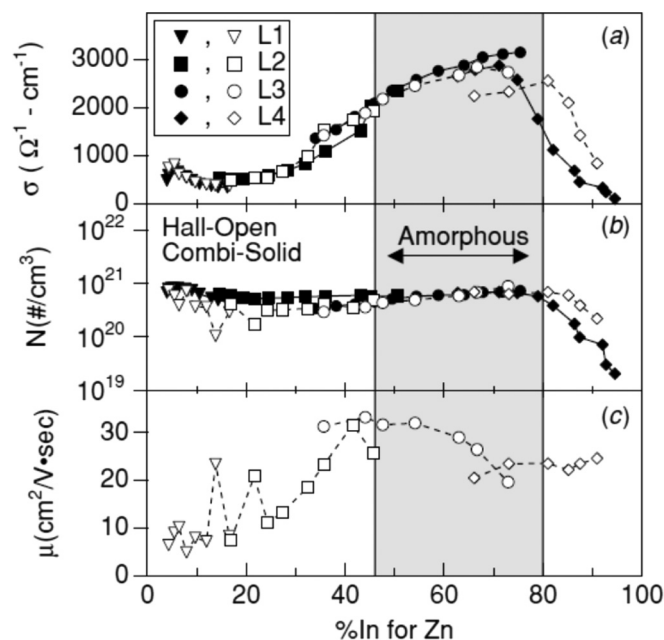 (a)
3000
2000
1000
0
σ ( Ω⁻¹ - cm⁻¹)
, L1
, L2
, L3
, L4
(b)
Hall-Open
Combi-Solid
Amorphous
10²²
10²¹
10²⁰
10¹⁹
N(#/cm³)
(c)
30
20
10
0
μ(cm²/V•sec)
0 20 40 60 80 100
%In for Zn